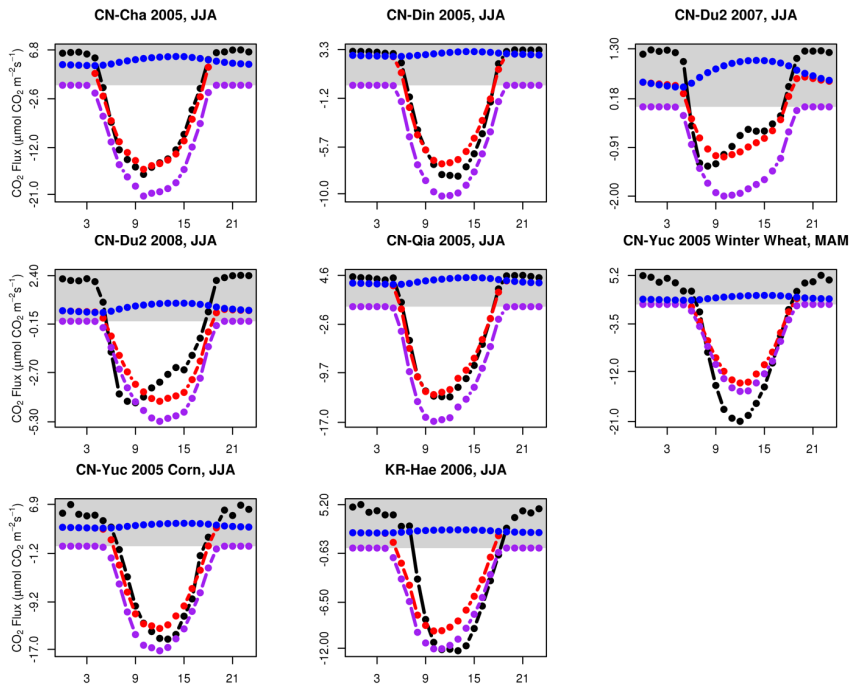 CN-Cha 2005, JJA
CN-Din 2005, JJA
CN-Du2 2007, JJA
CO₂ Flux (μmol CO₂ m⁻²s⁻¹)
6.8
-2.6
-12.0
-21.0
3 9 15 21
3.3
-1.2
-5.7
-10.0
3 9 15 21
1.30
0.18
-0.91
-2.00
3 9 15 21
CN-Du2 2008, JJA
CN-Qia 2005, JJA
CN-Yuc 2005 Winter Wheat, MAM
CO₂ Flux (μmol CO₂ m⁻²s⁻¹)
2.40
-0.15
-2.70
-5.30
3 9 15 21
4.6
-2.6
-9.7
-17.0
3 9 15 21
5.2
-3.5
-12.0
-21.0
3 9 15 21
CN-Yuc 2005 Corn, JJA
KR-Hae 2006, JJA
CO₂ Flux (μmol CO₂ m⁻²s⁻¹)
6.9
-1.2
-9.2
-17.0
3 9 15 21
5.20
-0.63
-6.50
-12.00
3 9 15 21